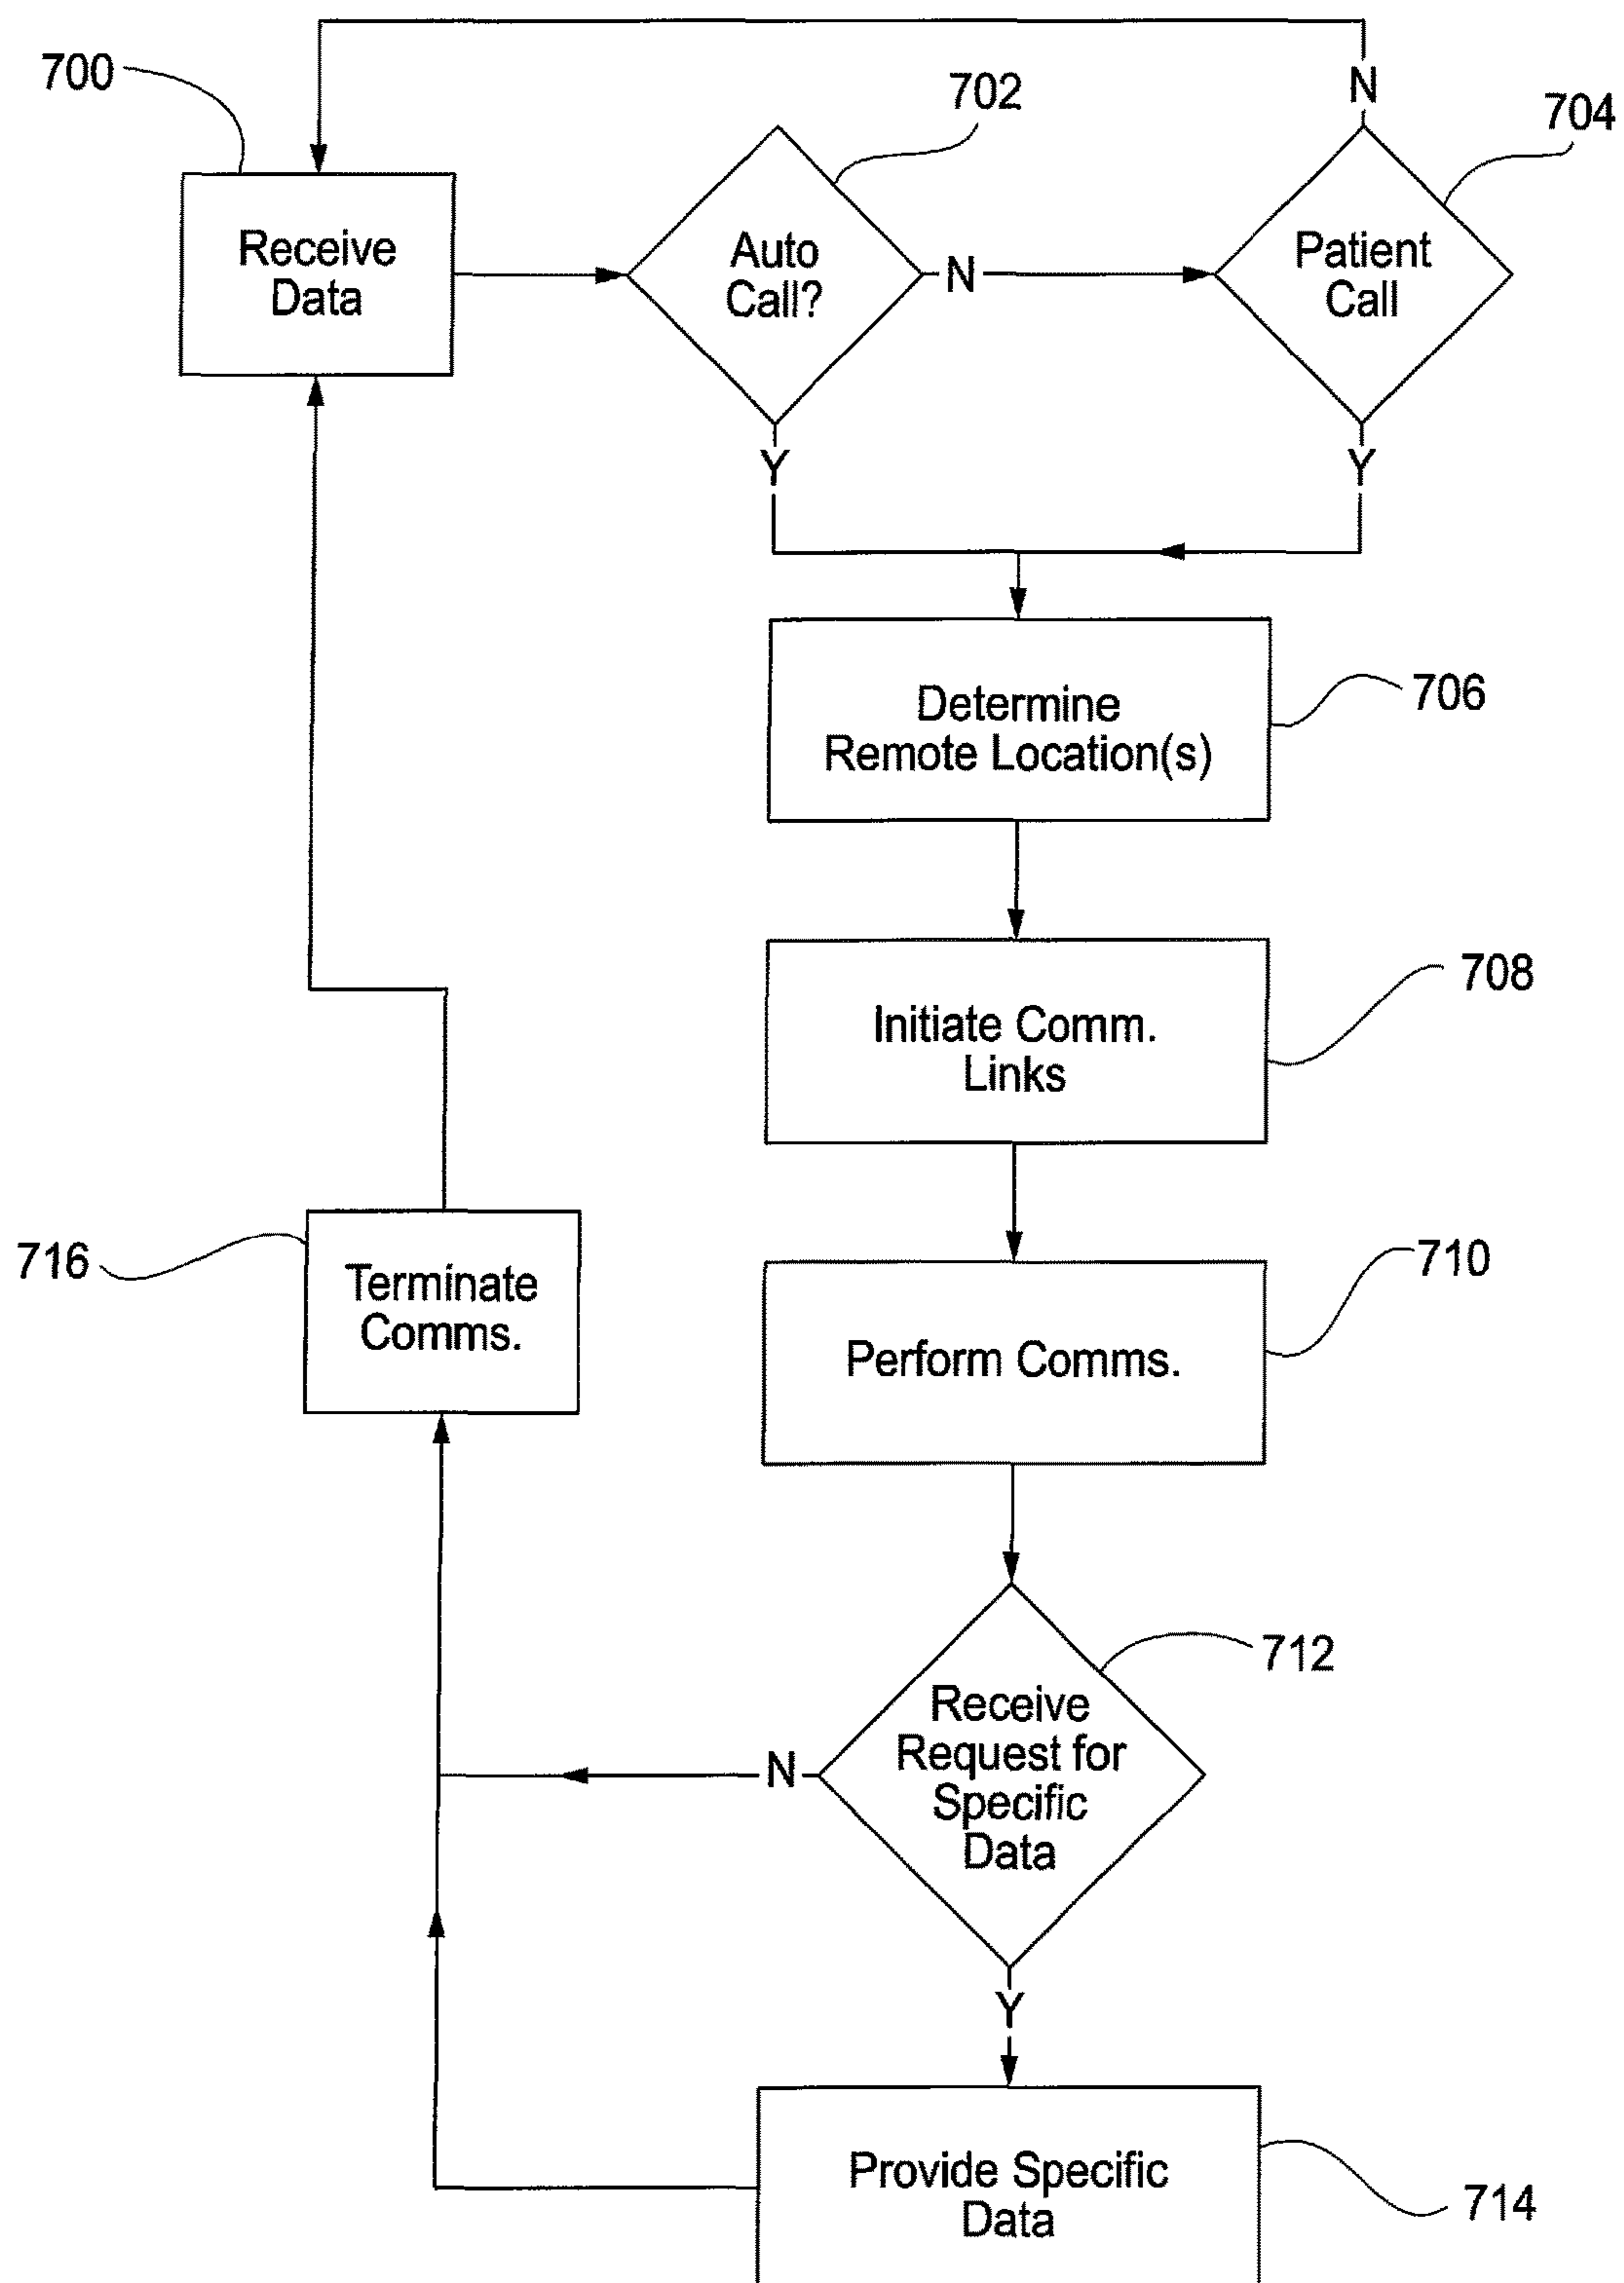 700
702
704
N
Receive
Data
Auto
Call?
N
Patient
Call
Y
Y
Determine
Remote Location(s)
706
Initiate Comm.
Links
708
716
Terminate
Comms.
Perform Comms.
710
712
Receive
Request for
Specific
Data
N
Y
Provide Specific
Data
714